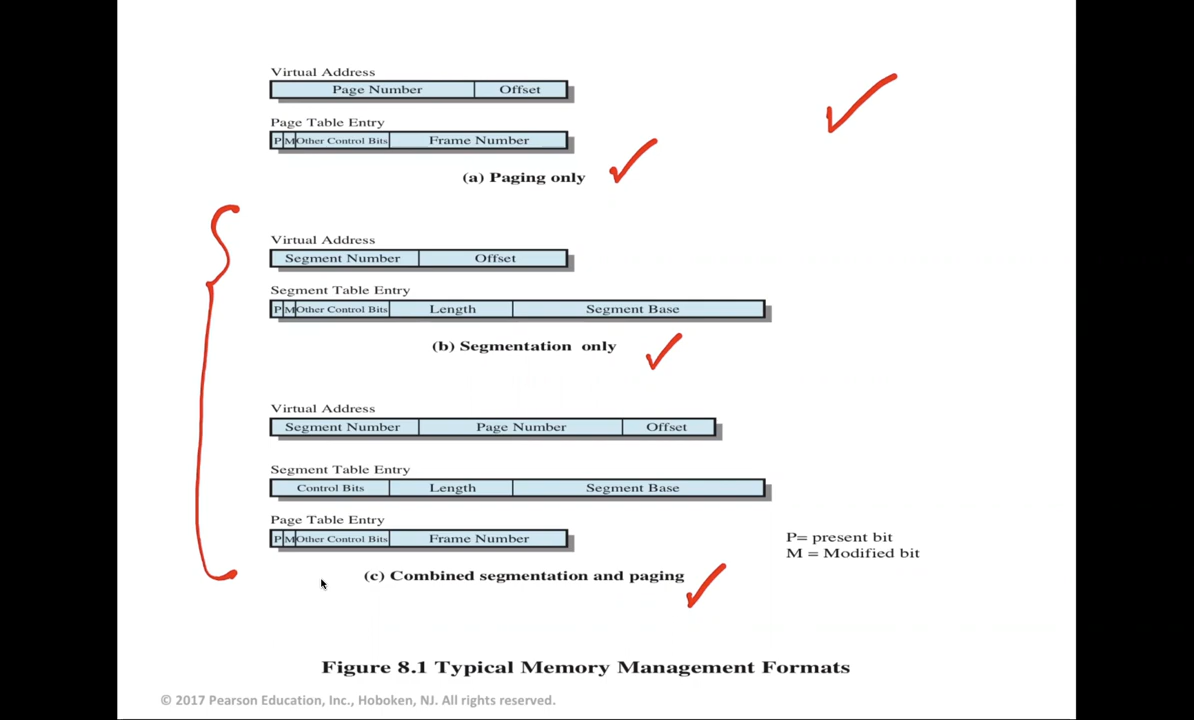 Virtual Address
Page Number Offset
Page Table Entry
P M Other Control Bits Frame Number
(a) Paging only
Virtual Address
Segment Number Offset
Segment Table Entry
P M Other Control Bits Length Segment Base
(b) Segmentation only
Virtual Address
Segment Number Page Number Offset
Segment Table Entry
Control Bits Length Segment Base
Page Table Entry
P M Other Control Bits Frame Number
P= present bit
M = Modified bit
(c) Combined segmentation and paging
Figure 8.1 Typical Memory Management Formats
© 2017 Pearson Education, Inc., Hoboken, NJ. All rights reserved.